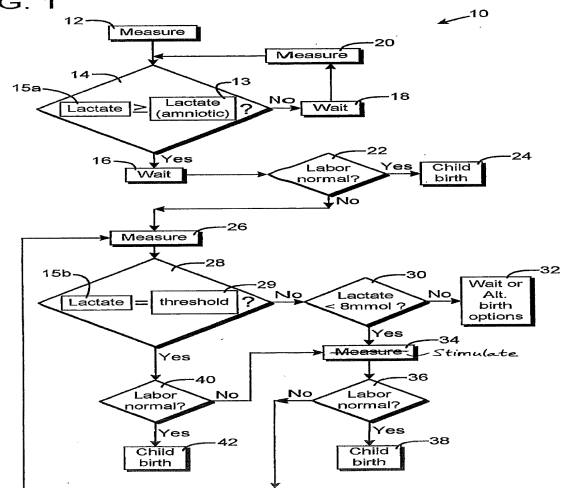 G. 1
10
12
Measure
20
Measure
14
15a
13
Lactate ≥ Lactate (amniotic) ?
No
18
Wait
Yes
16
Wait
22
Labor normal?
Yes
24
Child birth
No
26
Measure
28
15b
29
Lactate = threshold ?
No
30
Lactate < 8mmol ?
No
32
Wait or Alt. birth options
Yes
Yes
34
Measure
Stimulate
40
Labor normal?
No
36
Labor normal?
No
Yes
42
Child birth
Yes
38
Child birth